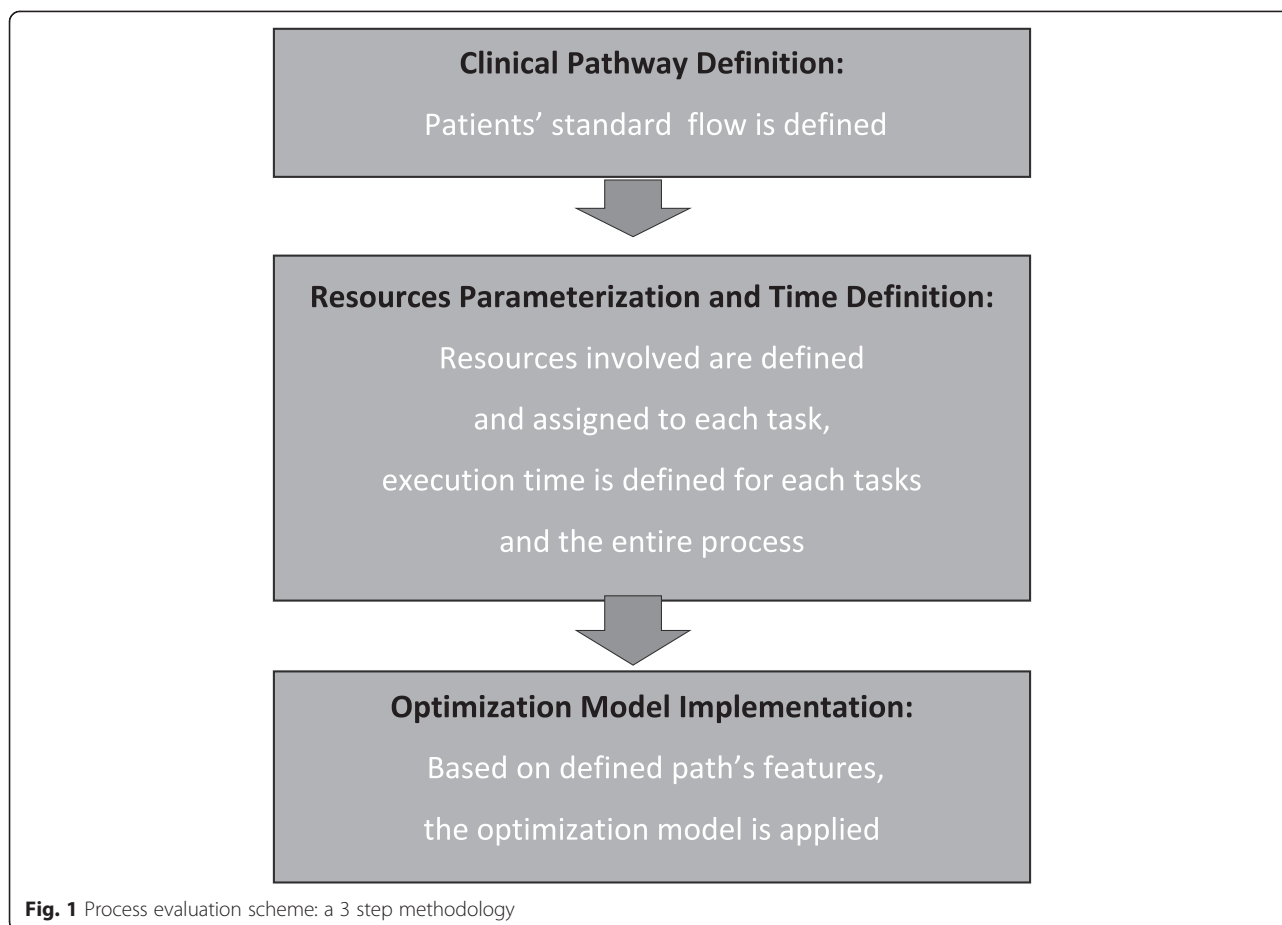 Clinical Pathway Definition:
Patients' standard flow is defined
Resources Parameterization and Time Definition:
Resources involved are defined
and assigned to each task,
execution time is defined for each tasks
and the entire process
Optimization Model Implementation:
Based on defined path's features,
the optimization model is applied
Fig. 1 Process evaluation scheme: a 3 step methodology